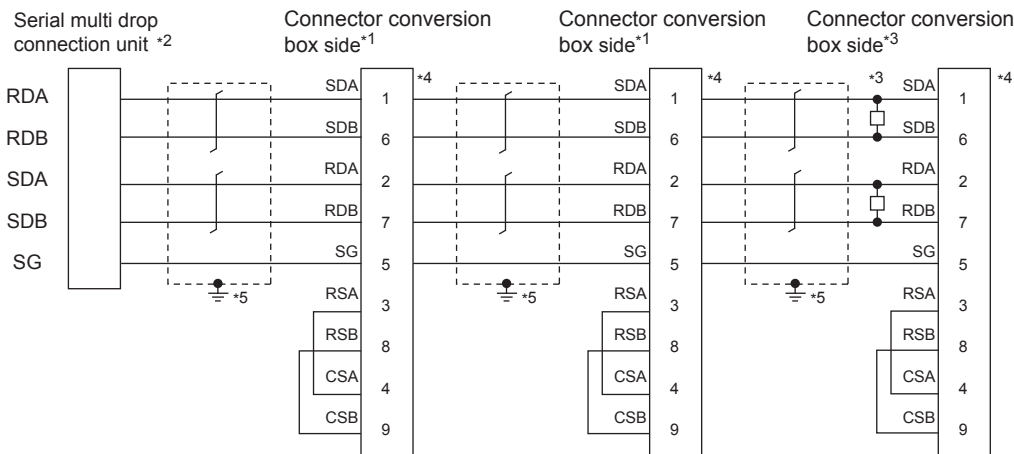 Serial multi drop
connection unit *2
Connector conversion
box side*1
Connector conversion
box side*1
Connector conversion
box side*3
RDA
RDB
SDA
SDB
SG
*5
*4
SDA 1
SDB 6
RDA 2
RDB 7
SG 5
RSA 3
RSB 8
CSA 4
CSB 9
*5
*4
SDA 1
SDB 6
RDA 2
RDB 7
SG 5
RSA 3
RSB 8
CSA 4
CSB 9
*5
*3
*4
SDA 1
SDB 6
RDA 2
RDB 7
SG 5
RSA 3
RSB 8
CSA 4
CSB 9